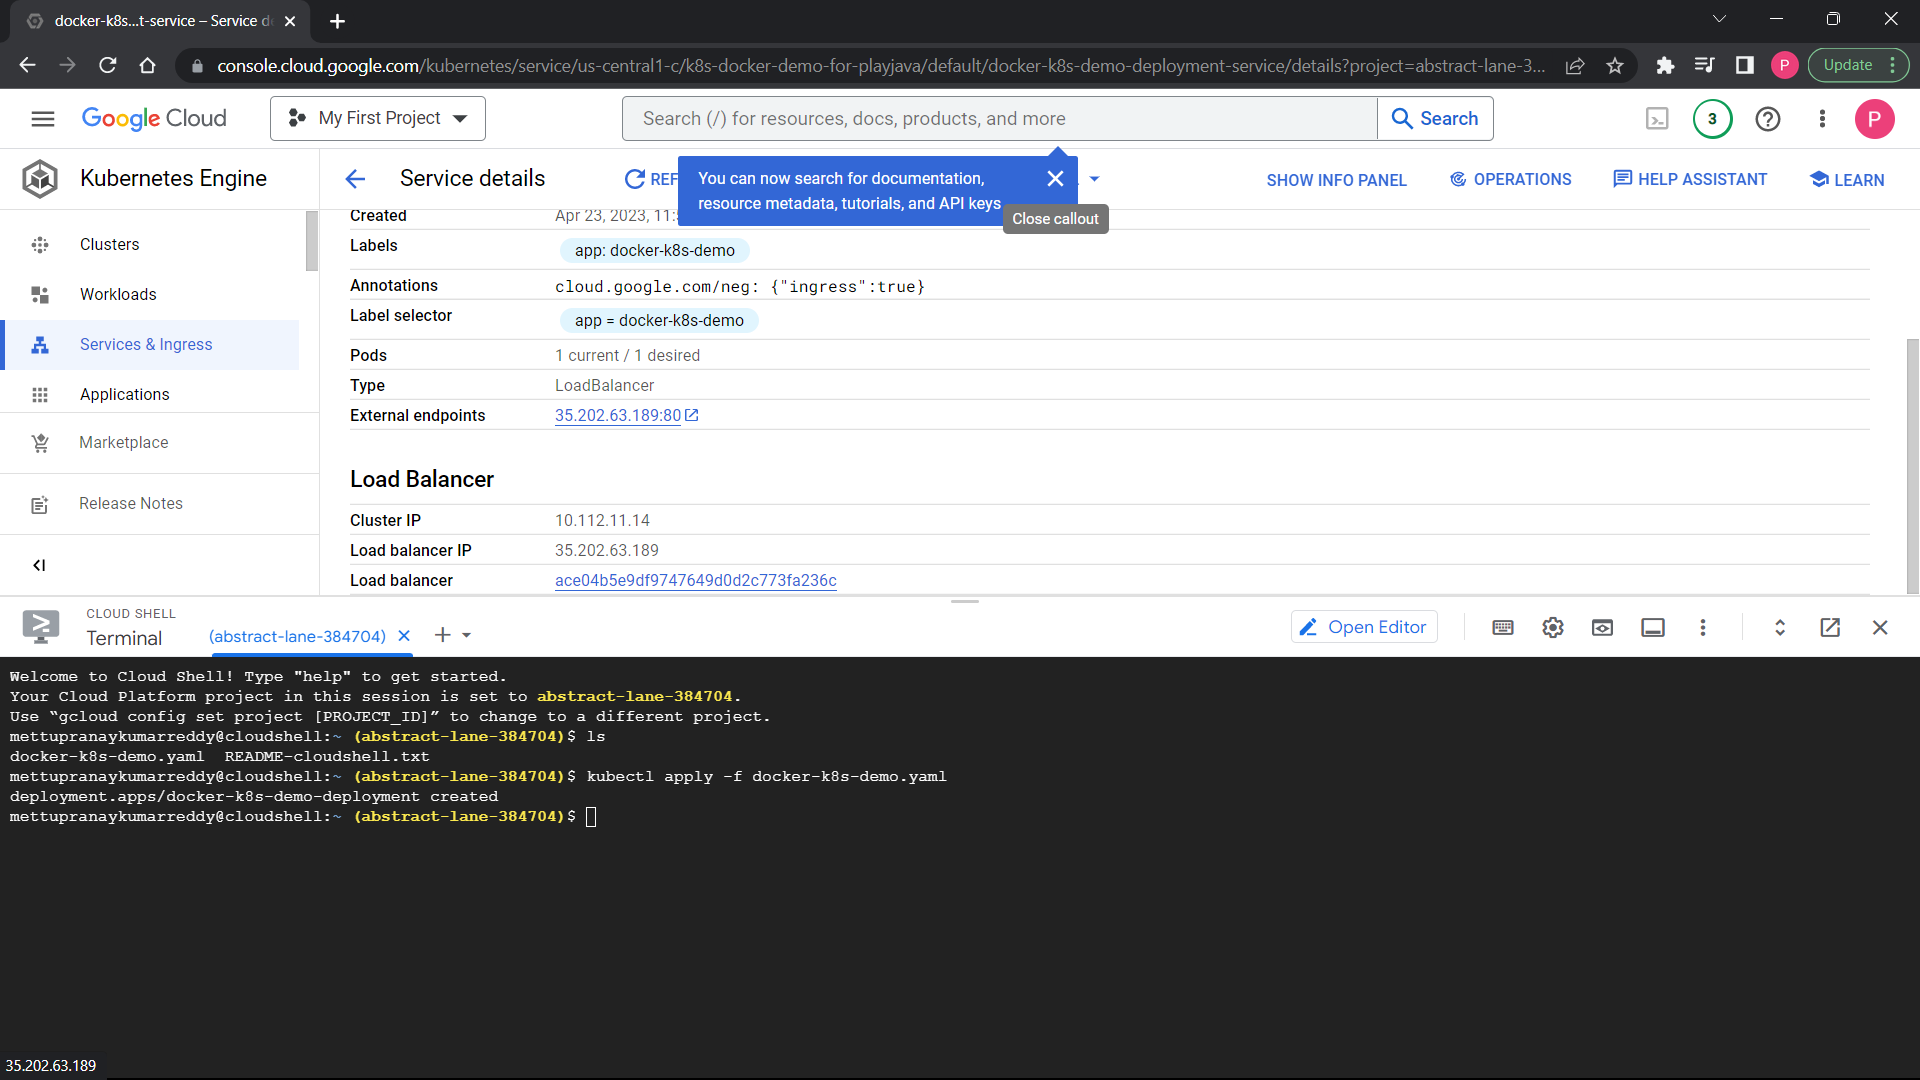 docker-k8s...t-service – Service d
console.cloud.google.com/kubernetes/service/us-central1-c/k8s-docker-demo-for-playjava/default/docker-k8s-demo-deployment-service/details?project=abstract-lane-3...
P
Update
Google Cloud
My First Project
Search (/) for resources, docs, products, and more
Search
3
P
Kubernetes Engine
Service details
REF
You can now search for documentation,
resource metadata, tutorials, and API keys
Close callout
SHOW INFO PANEL
OPERATIONS
HELP ASSISTANT
LEARN
Clusters
Workloads
Services & Ingress
Applications
Marketplace
Release Notes
Created Apr 23, 2023, 11:
Labels app: docker-k8s-demo
Annotations cloud.google.com/neg: {"ingress":true}
Label selector app = docker-k8s-demo
Pods 1 current / 1 desired
Type LoadBalancer
External endpoints 35.202.63.189:80
Load Balancer
Cluster IP 10.112.11.14
Load balancer IP 35.202.63.189
Load balancer ace04b5e9df9747649d0d2c773fa236c
CLOUD SHELL
Terminal
(abstract-lane-384704)
Open Editor
Welcome to Cloud Shell! Type "help" to get started.
Your Cloud Platform project in this session is set to abstract-lane-384704.
Use “gcloud config set project [PROJECT_ID]” to change to a different project.
mettupranaykumarreddy@cloudshell:~ (abstract-lane-384704)$ ls
docker-k8s-demo.yaml  README-cloudshell.txt
mettupranaykumarreddy@cloudshell:~ (abstract-lane-384704)$ kubectl apply -f docker-k8s-demo.yaml
deployment.apps/docker-k8s-demo-deployment created
mettupranaykumarreddy@cloudshell:~ (abstract-lane-384704)$
35.202.63.189